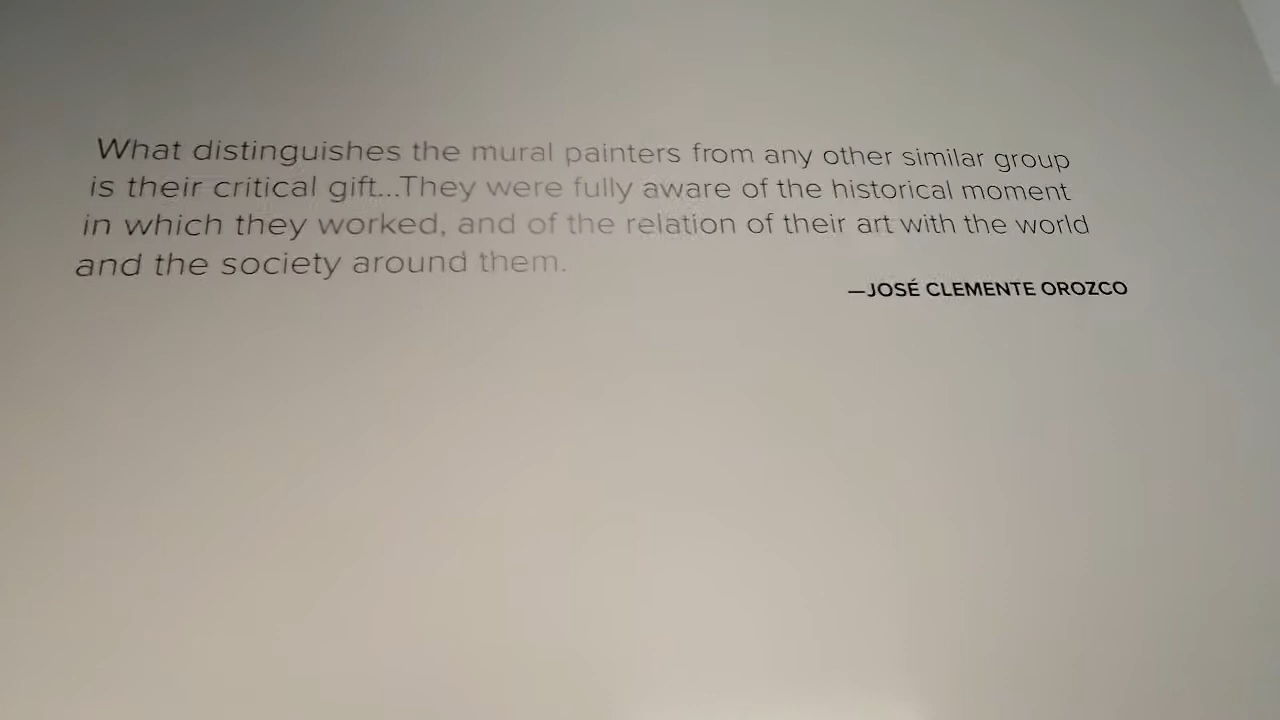 What distinguishes the mural painters from any other similar group
is their critical gift...They were fully aware of the historical moment
in which they worked, and of the relation of their art with the world
and the society around them.
—JOSÉ CLEMENTE OROZCO